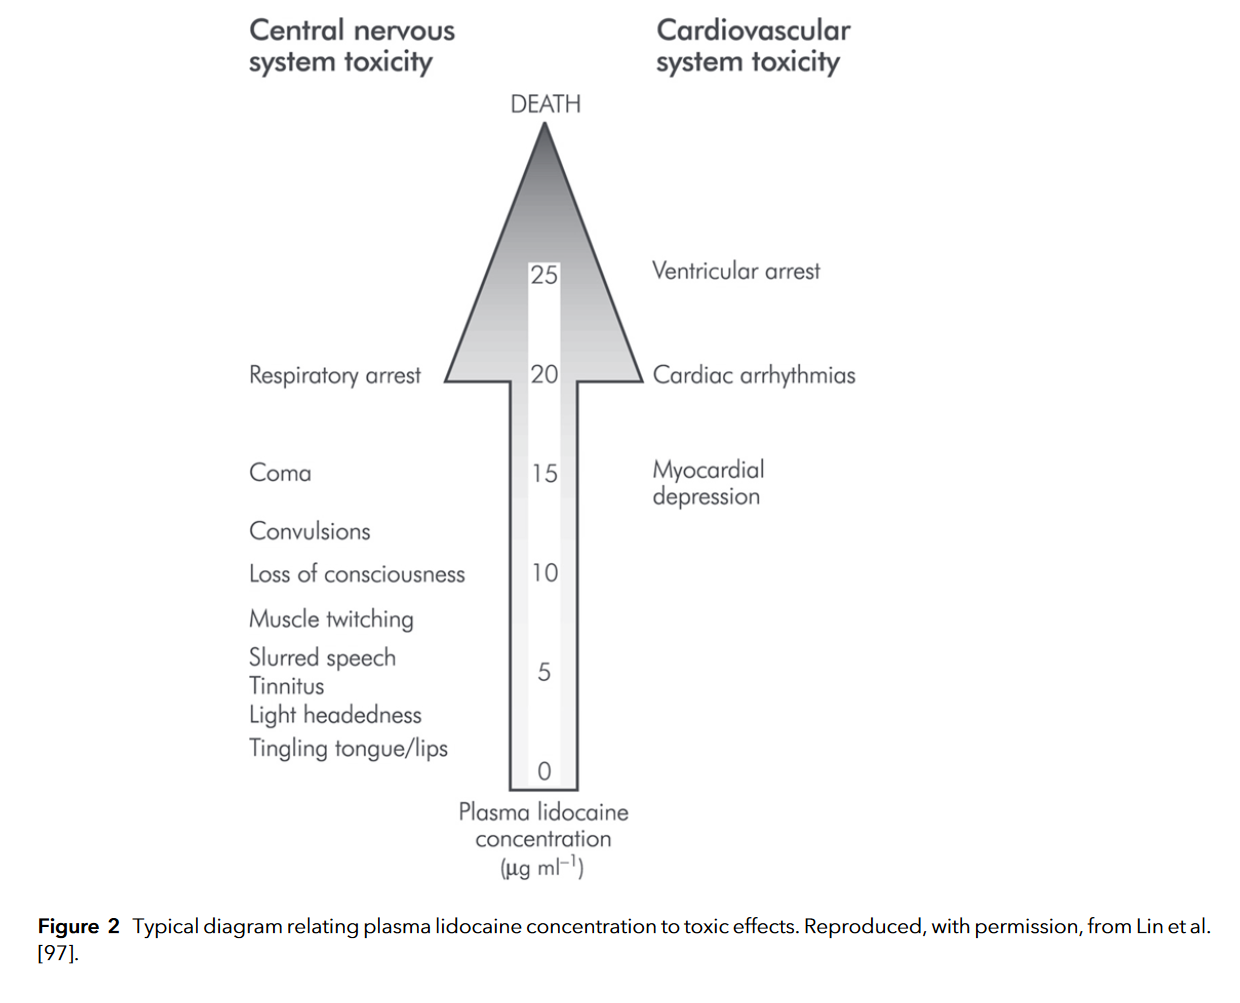 Central nervous
system toxicity
Cardiovascular
system toxicity
DEATH
25
Ventricular arrest
Respiratory arrest
20
Cardiac arrhythmias
Coma
15
Myocardial
depression
Convulsions
Loss of consciousness
10
Muscle twitching
Slurred speech
5
Tinnitus
Light headedness
Tingling tongue/lips
0
Plasma lidocaine
concentration
(µg ml⁻¹)
Figure 2 Typical diagram relating plasma lidocaine concentration to toxic effects. Reproduced, with permission, from Lin et al.
[97].